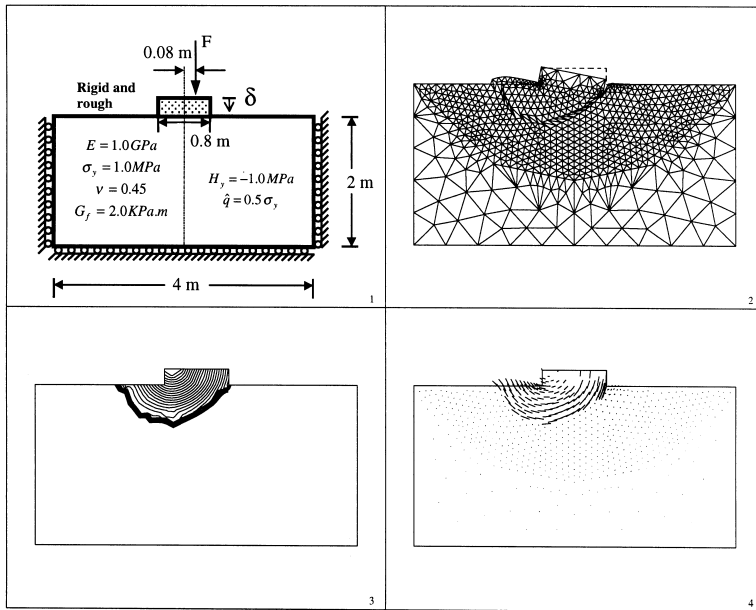 F
0.08 m
Rigid and
rough
δ
0.8 m
E = 1.0GPa
σy = 1.0MPa
ν = 0.45
Gf = 2.0KPa.m
Hy = -1.0MPa
q̂ = 0.5σy
2 m
4 m
1
2
3
4